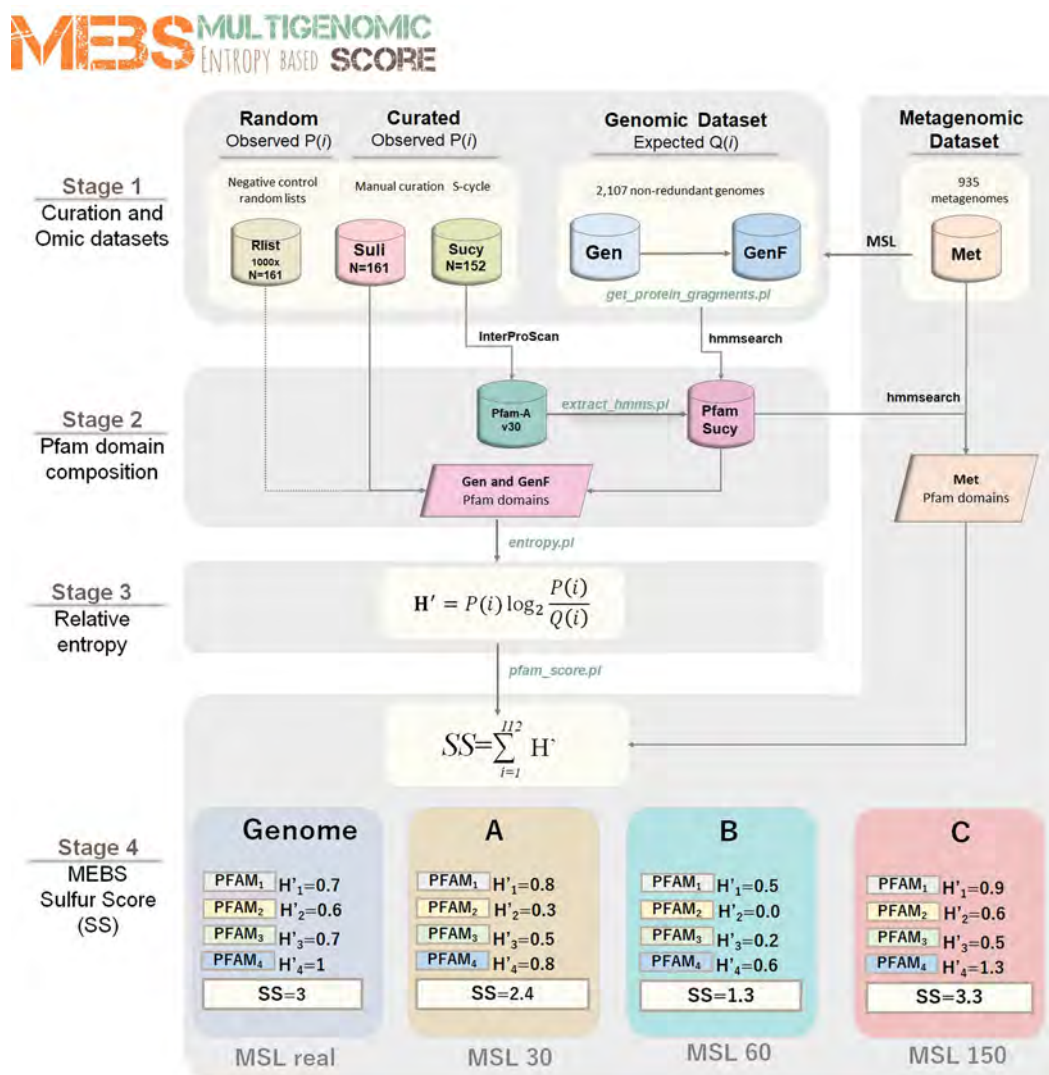 MEBS MULTIGENOMIC
ENTROPY BASED SCORE
Random
Observed P(i)
Curated
Observed P(i)
Genomic Dataset
Expected Q(i)
Metagenomic
Dataset
Stage 1
Curation and
Omic datasets
Negative control
random lists
Manual curation S-cycle
2,107 non-redundant genomes
935
metagenomes
Rlist
1000x
N=161
Suli
N=161
Sucy
N=152
Gen
GenF
MSL
Met
get_protein_gragments.pl
InterProScan
hmmsearch
Stage 2
Pfam domain
composition
Pfam-A
v30
extract_hmms.pl
Pfam
Sucy
hmmsearch
Gen and GenF
Pfam domains
Met
Pfam domains
entropy.pl
Stage 3
Relative
entropy
H′ = P(i) log₂ P(i)/Q(i)
pfam_score.pl
SS=∑ i=1 112 H`
Stage 4
MEBS
Sulfur Score
(SS)
Genome
PFAM₁ H'₁=0.7
PFAM₂ H'₂=0.6
PFAM₃ H'₃=0.7
PFAM₄ H'₄=1
SS=3
MSL real
A
PFAM₁ H'₁=0.8
PFAM₂ H'₂=0.3
PFAM₃ H'₃=0.5
PFAM₄ H'₄=0.8
SS=2.4
MSL 30
B
PFAM₁ H'₁=0.5
PFAM₂ H'₂=0.0
PFAM₃ H'₃=0.2
PFAM₄ H'₄=0.6
SS=1.3
MSL 60
C
PFAM₁ H'₁=0.9
PFAM₂ H'₂=0.6
PFAM₃ H'₃=0.5
PFAM₄ H'₄=1.3
SS=3.3
MSL 150